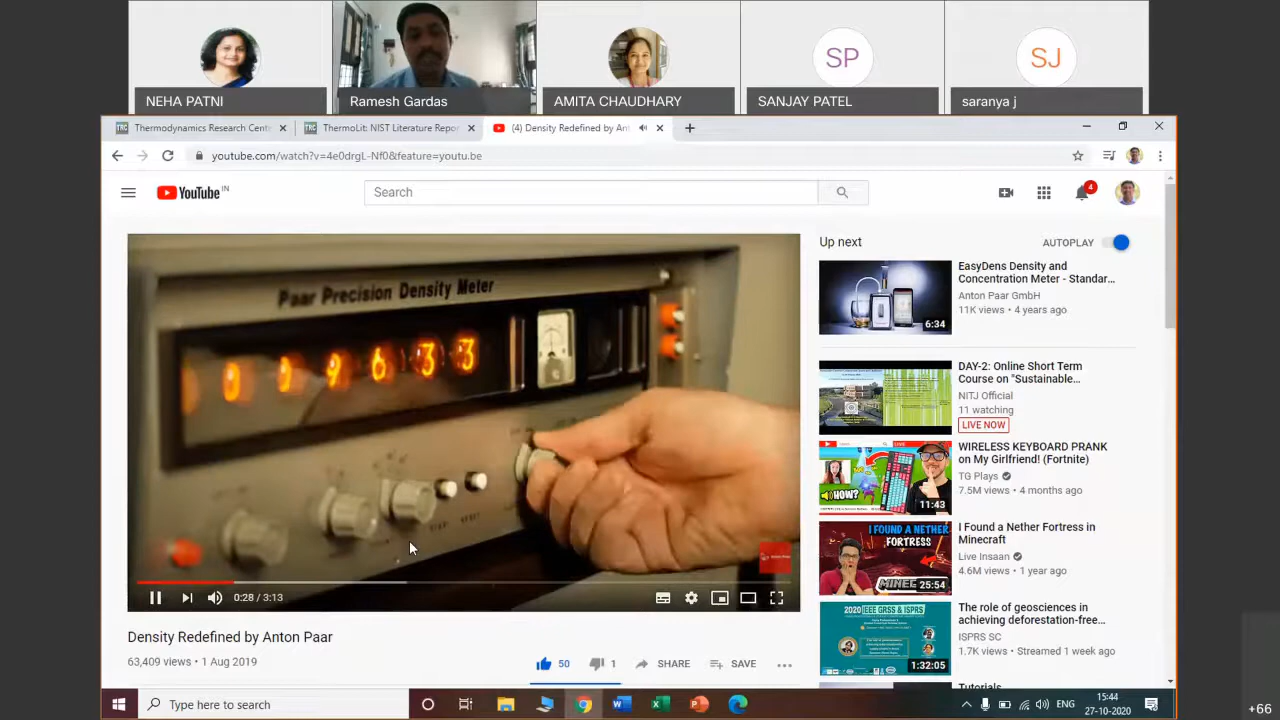 NEHA PATNI
Ramesh Gardas
AMITA CHAUDHARY
SP
SANJAY PATEL
SJ
saranya j
Thermodynamics Research Cent
ThermoLit: NIST Literature Repor
(4) Density Redefined by Ant
youtube.com/watch?v=4e0drgL-Nf0&feature=youtu.be
YouTube IN
Search
4
Paar Precision Density Meter
0:28 / 3:13
Density Redefined by Anton Paar
views • 1 Aug 2019
50
1
SHARE
SAVE
Up next
AUTOPLAY
EasyDens Density and
Concentration Meter - Standar...
Anton Paar GmbH
11K views • 4 years ago
6:34
DAY-2: Online Short Term
Course on "Sustainable...
NITJ Official
11 watching
LIVE NOW
WIRELESS KEYBOARD PRANK
on My Girlfriend! (Fortnite)
TG Plays
7.5M views • 4 months ago
HOW?
11:43
I Found a Nether Fortress in
Minecraft
Live Insaan
4.6M views • 1 year ago
I FOUND A NETHER
FORTRESS
25:54
The role of geosciences in
achieving deforestation-free...
ISPRS SC
1.7K views • Streamed 1 week ago
2020 IEEE GRSS & ISPRS
1:32:05
Tutorials
Type here to search
ENG
15:44
27-10-2020
+66